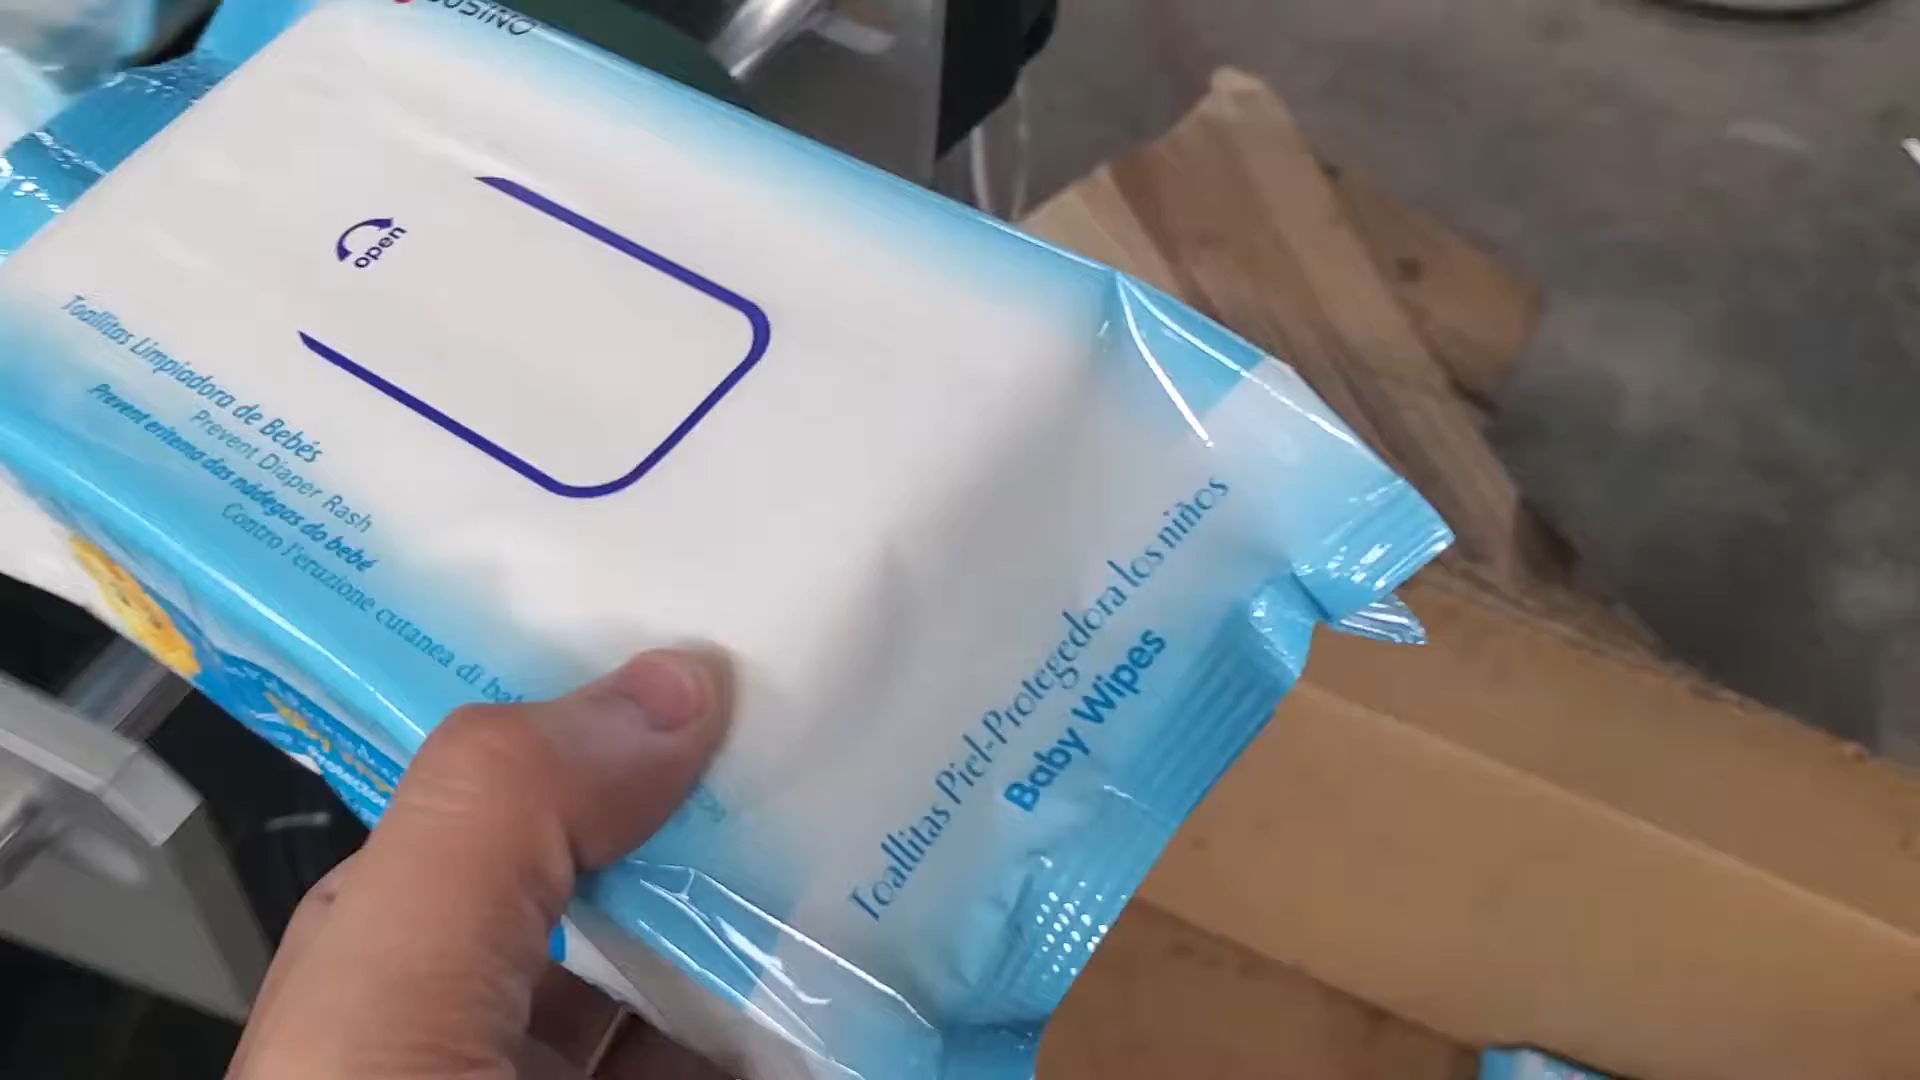 open
Toallitas Limpiadora de Bebés
Prevent Diaper Rash
Prevent eritema das nádegas do bebé
Contro l'eruzione cutanea di
Toallitas Piel-Protegedora los niños
Baby Wipes